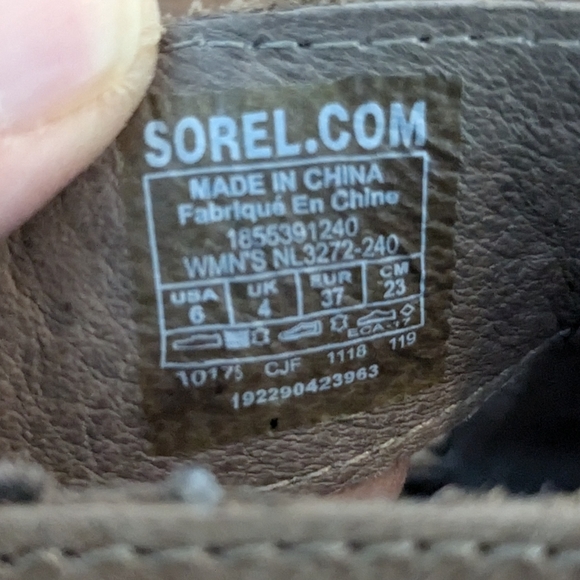 SOREL.COM
MADE IN CHINA
Fabriqué En Chine
1855391240
WMN'S NL3272-240
USA UK EUR CM
6 4 37 23
ECA-17
10175 CJF 1118 119
192290423963